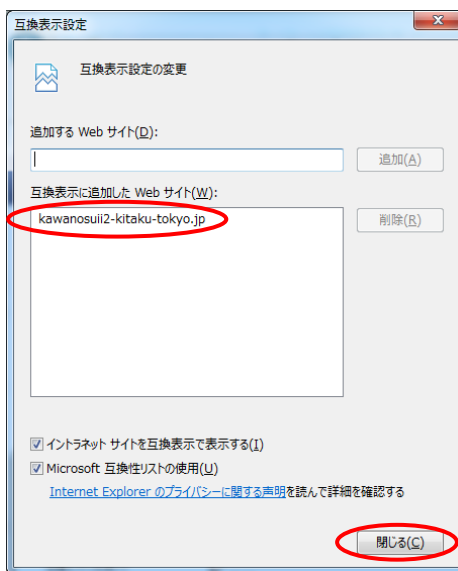 互換表示設定
互換表示設定の変更
追加する Web サイト(D):
追加(A)
互換表示に追加した Web サイト(W):
kawanosuii2-kitaku-tokyo.jp
削除(R)
イントラネット サイトを互換表示で表示する(I)
Microsoft 互換性リストの使用(U)
Internet Explorer のプライバシーに関する声明を読んで詳細を確認する
閉じる(C)